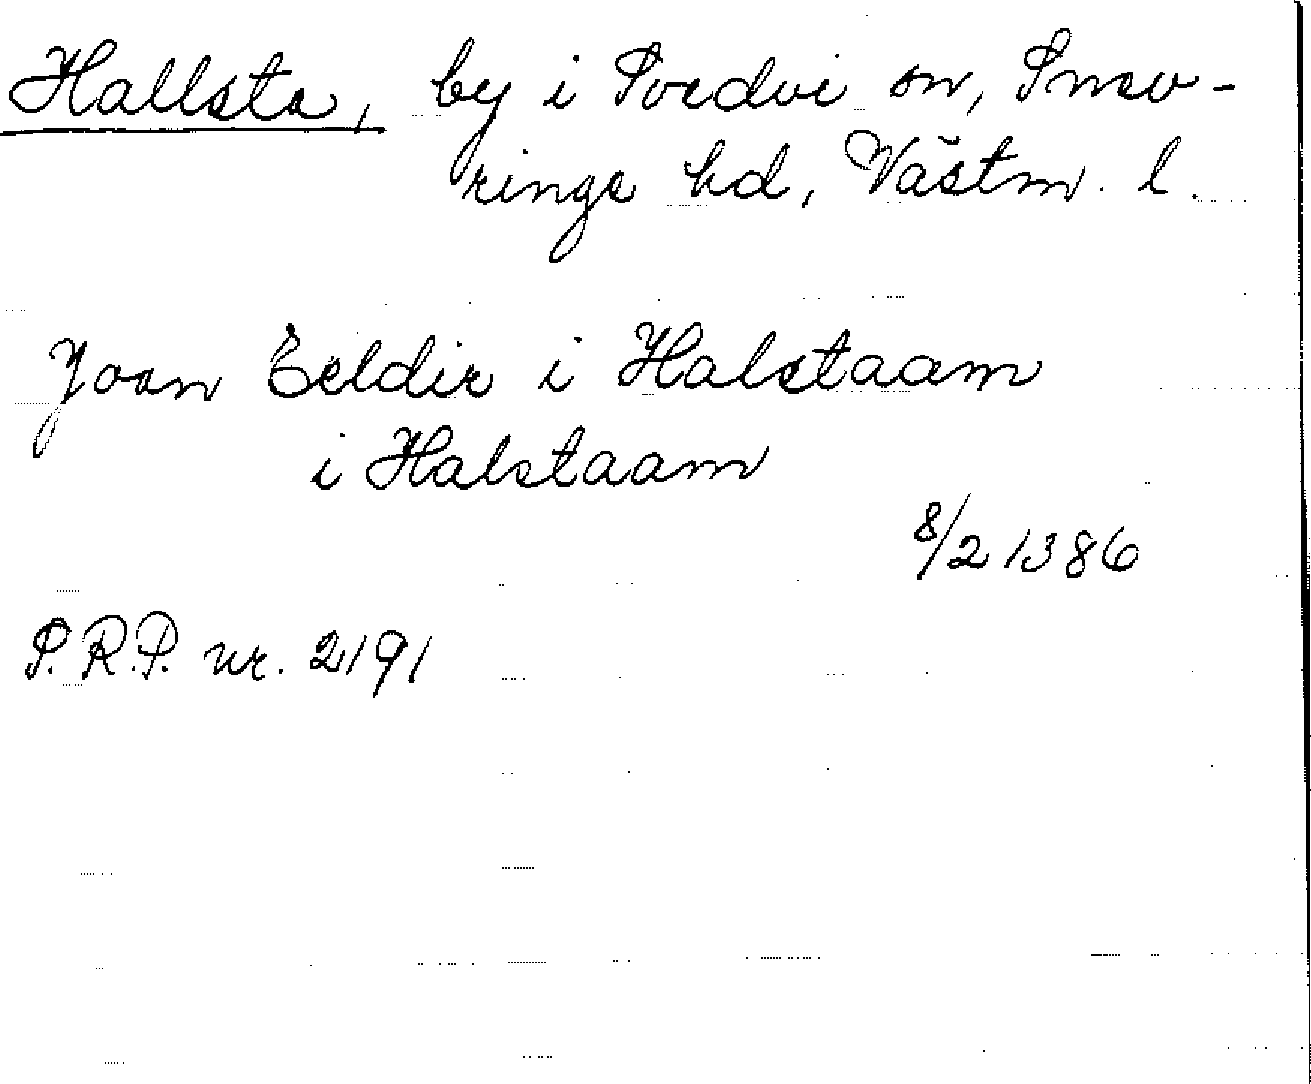 Hallsta, by i Svedvi sn, Snev-
ringe hd, Västm. l.
Joan Eeldir i Halstaam
i Halstaam
8/2 1386
S.R.P. nr. 2191